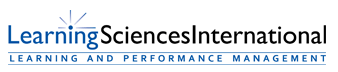 LearningSciencesInternational
LEARNING AND PERFORMANCE MANAGEMENT